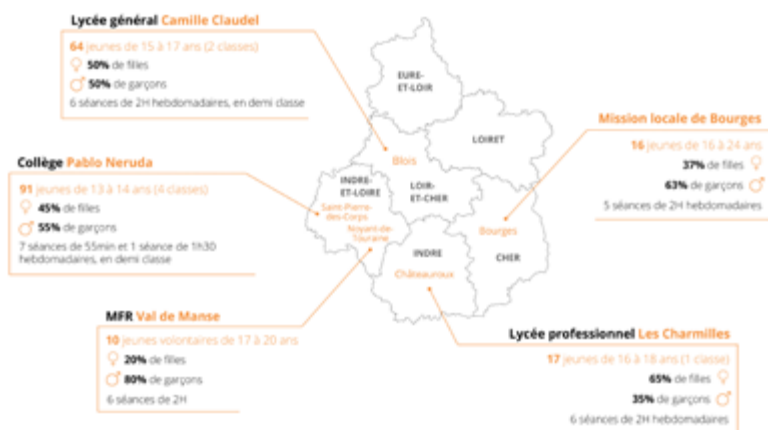 Lycée général Camille Claudel
64 jeunes de 15 à 17 ans (2 classes)
50% de filles
50% de garçons
6 séances de 2H hebdomadaires, en demi classe
Collège Pablo Neruda
91 jeunes de 13 à 14 ans (4 classes)
45% de filles
55% de garçons
7 séances de 55min et 1 séance de 1h30
hebdomadaires, en demi classe
MFR Val de Manse
10 jeunes volontaires de 17 à 20 ans
20% de filles
80% de garçons
6 séances de 2H
EURE-
ET-LOIR
LOIRET
Blois
INDRE-
ET-LOIRE
LOIR-
ET-CHER
Saint-Pierre-
des-Corps
Noyant-de-
Touraine
Bourges
INDRE
CHER
Châteauroux
Mission locale de Bourges
16 jeunes de 16 à 24 ans
37% de filles
63% de garçons
5 séances de 2H hebdomadaires
Lycée professionnel Les Charmilles
17 jeunes de 16 à 18 ans (1 classe)
65% de filles
35% de garçons
6 séances de 2H hebdomadaires